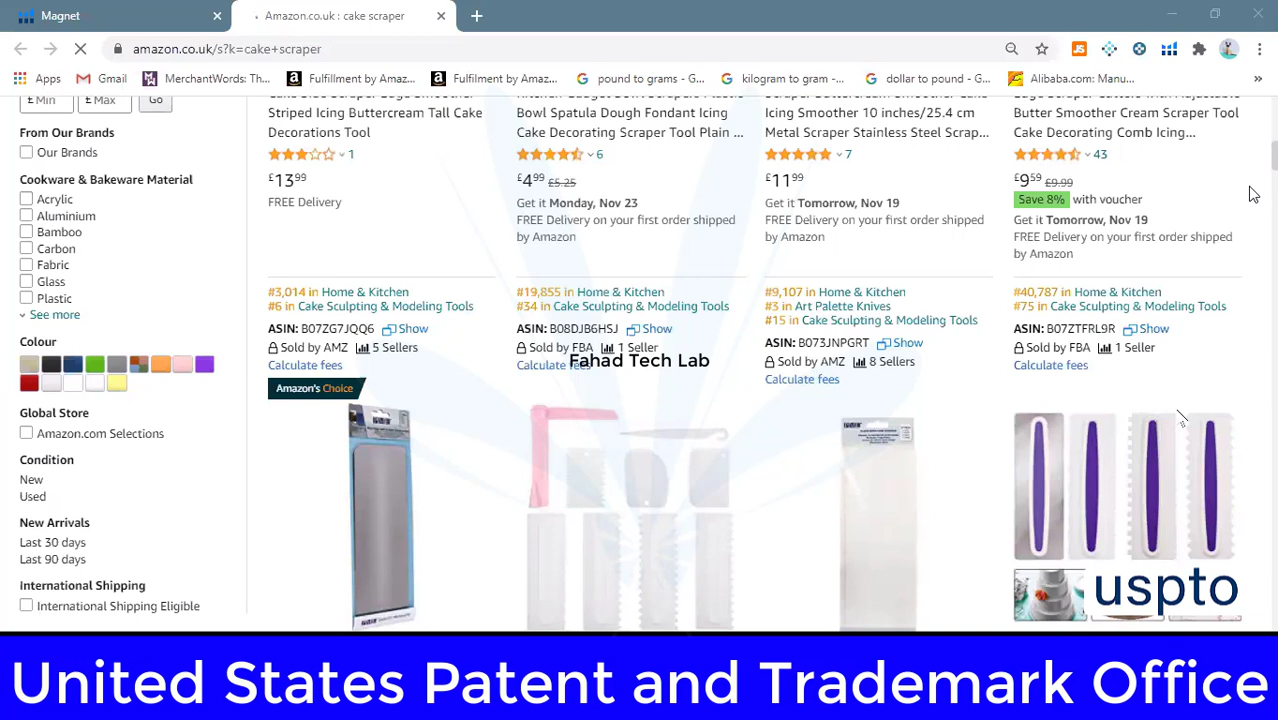 Magnet
Amazon.co.uk : cake scraper
amazon.co.uk/s?k=cake+scraper
Apps
Gmail
MerchantWords: Th...
Fulfillment by Amaz...
Fulfilment by Amaz...
pound to grams - G...
kilogram to gram -...
dollar to pound - G...
Alibaba.com: Manu...
£ Min
£ Max
Go
From Our Brands
Our Brands
Cookware & Bakeware Material
Acrylic
Aluminium
Bamboo
Carbon
Fabric
Glass
Plastic
See more
Colour
Global Store
Amazon.com Selections
Condition
New
Used
New Arrivals
Last 30 days
Last 90 days
International Shipping
International Shipping Eligible
Striped Icing Buttercream Tall Cake
Decorations Tool
1
£13.99
FREE Delivery
#3,014 in Home & Kitchen
#6 in Cake Sculpting & Modeling Tools
ASIN: B07ZG7JQQ6 Show
Sold by AMZ 5 Sellers
Calculate fees
Amazon's Choice
Bowl Spatula Dough Fondant Icing
Cake Decorating Scraper Tool Plain ...
6
£4.99 £5.25
Get it Monday, Nov 23
FREE Delivery on your first order shipped
by Amazon
#19,855 in Home & Kitchen
#34 in Cake Sculpting & Modeling Tools
ASIN: B08DJB6HSJ Show
Sold by FBA 1 Seller
Calculate fees
Icing Smoother 10 inches/25.4 cm
Metal Scraper Stainless Steel Scrap...
7
£11.99
Get it Tomorrow, Nov 19
FREE Delivery on your first order shipped
by Amazon
#9,107 in Home & Kitchen
#3 in Art Palette Knives
#15 in Cake Sculpting & Modeling Tools
ASIN: B073JNPGRT Show
Sold by AMZ 8 Sellers
Calculate fees
Butter Smoother Cream Scraper Tool
Cake Decorating Comb Icing...
43
£9.59 £9.99
Save 8% with voucher
Get it Tomorrow, Nov 19
FREE Delivery on your first order shipped
by Amazon
#40,787 in Home & Kitchen
#75 in Cake Sculpting & Modeling Tools
ASIN: B07ZTFRL9R Show
Sold by FBA 1 Seller
Calculate fees
Fahad Tech Lab
uspto
United States Patent and Trademark Office